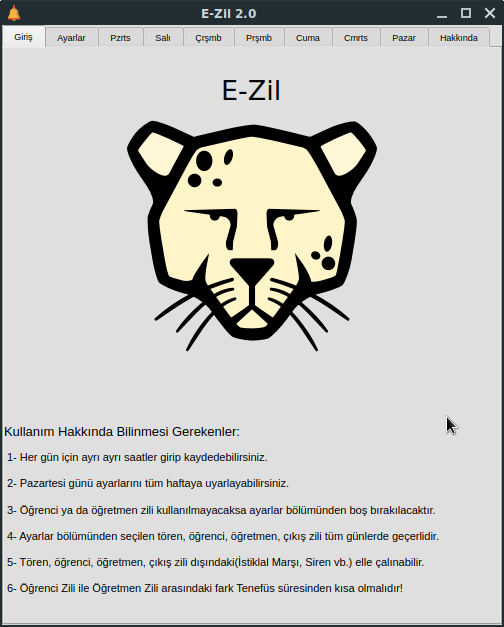 E-Zil 2.0
Giriş Ayarlar Pzrts Salı Çrşmb Prşmb Cuma Cmrts Pazar Hakkında
E-Zil
Kullanım Hakkında Bilinmesi Gerekenler:
1- Her gün için ayrı ayrı saatler girip kaydedebilirsiniz.
2- Pazartesi günü ayarlarını tüm haftaya uyarlayabilirsiniz.
3- Öğrenci ya da öğretmen zili kullanılmayacaksa ayarlar bölümünden boş bırakılacaktır.
4- Ayarlar bölümünden seçilen tören, öğrenci, öğretmen, çıkış zili tüm günlerde geçerlidir.
5- Tören, öğrenci, öğretmen, çıkış zili dışındaki(İstiklal Marşı, Siren vb.) elle çalınabilir.
6- Öğrenci Zili ile Öğretmen Zili arasındaki fark Tenefüs süresinden kısa olmalıdır!